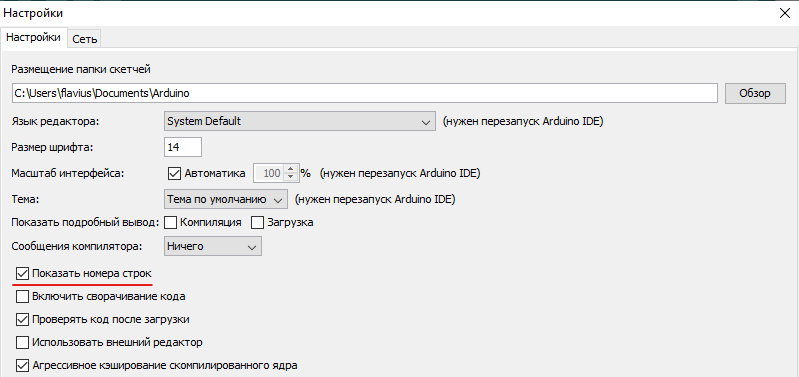 Настройки
Настройки Сеть
Размещение папки скетчей
C:\Users\flavius\Documents\Arduino Обзор
Язык редактора: System Default (нужен перезапуск Arduino IDE)
Размер шрифта: 14
Масштаб интерфейса: Автоматика 100 % (нужен перезапуск Arduino IDE)
Тема: Тема по умолчанию (нужен перезапуск Arduino IDE)
Показать подробный вывод: Компиляция Загрузка
Сообщения компилятора: Ничего
Показать номера строк
Включить сворачивание кода
Проверять код после загрузки
Использовать внешний редактор
Агрессивное кэширование скомпилированного ядра